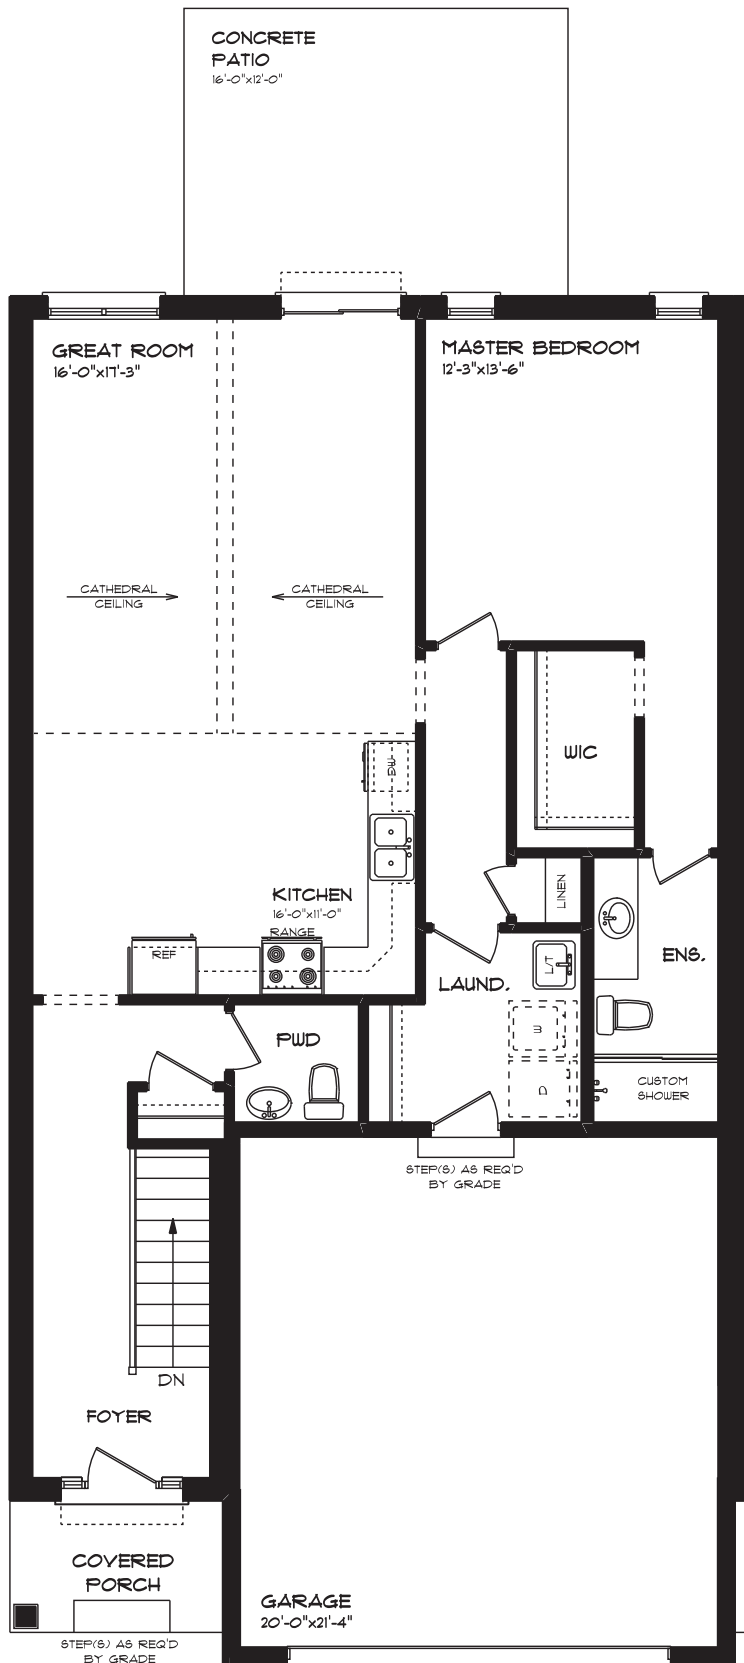 CONCRETE
PATIO
16'-0"x12'-0"
GREAT ROOM
16'-0"x17'-3"
MASTER BEDROOM
12'-3"x13'-6"
CATHEDRAL
CEILING
CATHEDRAL
CEILING
WIC
D/W
KITCHEN
16'-0"x11'-0"
RANGE
REF
LINEN
ENS.
L/T
LAUND.
W
PWD
D
CUSTOM
SHOWER
STEP(S) AS REQ'D
BY GRADE
DN
FOYER
COVERED
PORCH
GARAGE
20'-0"x21'-4"
STEP(S) AS REQ'D
BY GRADE